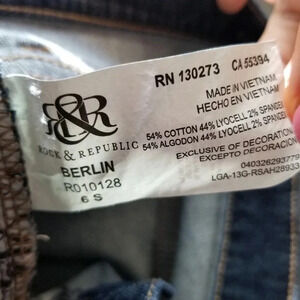 RN 130273 CA 55394
R&R
ROCK & REPUBLIC
MADE IN VIETNAM
HECHO EN VIETNAM
54% COTTON 44% LYOCELL 2% SPANDEX
54% ALGODON 44% LYOCELL 2%
EXCLUSIVE OF DECORATION
EXCEPTO DECORACION
BERLIN
R010128
6 S
040326293779
LGA-13G-RSAH28933